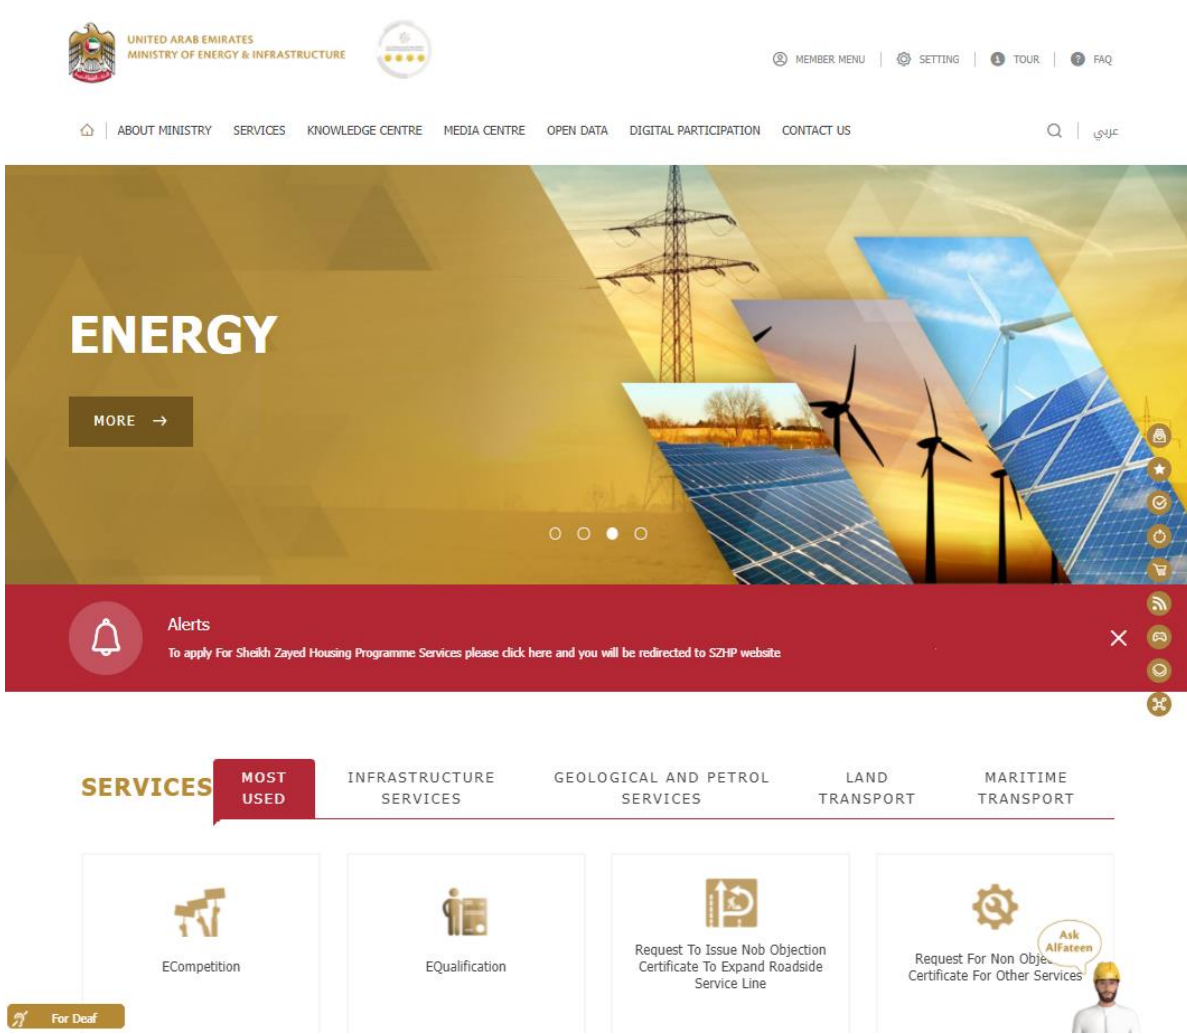 UNITED ARAB EMIRATES
MINISTRY OF ENERGY & INFRASTRUCTURE
MEMBER MENU
SETTING
TOUR
FAQ
ABOUT MINISTRY
SERVICES
KNOWLEDGE CENTRE
MEDIA CENTRE
OPEN DATA
DIGITAL PARTICIPATION
CONTACT US
عربي
ENERGY
MORE →
Alerts
To apply For Sheikh Zayed Housing Programme Services please click here and you will be redirected to SZHP website
SERVICES
MOST
USED
INFRASTRUCTURE
SERVICES
GEOLOGICAL AND PETROL
SERVICES
LAND
TRANSPORT
MARITIME
TRANSPORT
ECompetition
EQualification
Request To Issue Nob Objection
Certificate To Expand Roadside
Service Line
Request For Non Obje
Certificate For Other Services
Ask
AlFateen
For Deaf